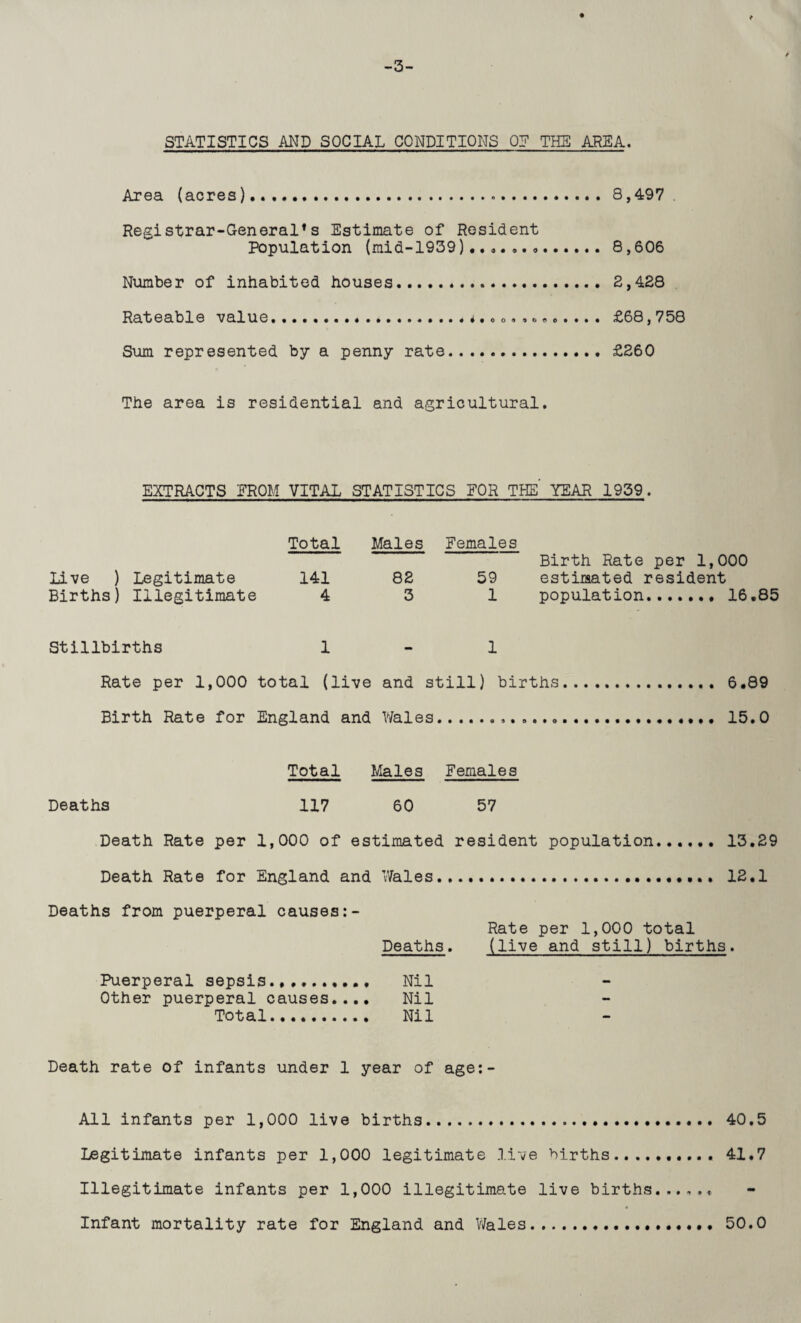 -3-
STATISTICS AND SOCIAL CONDITIONS OF THE AREA.
Area (acres)........................................ 8,497 .
Registrar-General's Estimate of Resident
Population (mid-1939)............... 8,606
Number of inhabited houses........................ 2,428
Rateable value...................................... £68,758
Sum represented by a penny rate................ £260
The area is residential and agricultural.
EXTRACTS FROM VITAL STATISTICS FOR THE YEAR 1939.
Total Males Females
Birth Rate per 1,000
Live ) Legitimate 141 82 59 estimated resident
Births) Illegitimate 4 3 1 population....... 16.85
Stillbirths 1 - 1
Rate per 1,000 total (live and still) births............... 6.89
Birth Rate for England and Wales............................ 15.0
Total Males Females
Deaths 117 60 57
Death Rate per 1,000 of estimated resident population...... 13.29
Death Rate for England and Wales............................ 12.1
Deaths from puerperal causes:-
Rate per 1,000 total
Deaths. (live and still) births.
Puerperal sepsis.......... Nil -
Other puerperal causes.... Nil -
Total.......... Nil -
Death rate of infants under 1 year of age:-
All infants per 1,000 live births............................ 40.5
Legitimate infants per 1,000 legitimate live births.......... 41.7
Illegitimate infants per 1,000 illegitimate live births...... -
Infant mortality rate for England and Wales.................. 50.0